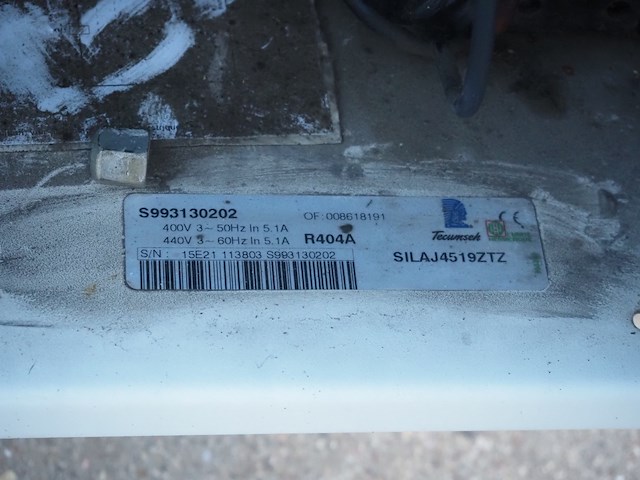 S993130202
OF: 008618191
400V 3~ 50Hz In 5.1A
440V 3~ 60Hz In 5.1A
R404A
Tecumseh
CE
S/N : 15E21 113803 S993130202
SILAJ4519ZTZ